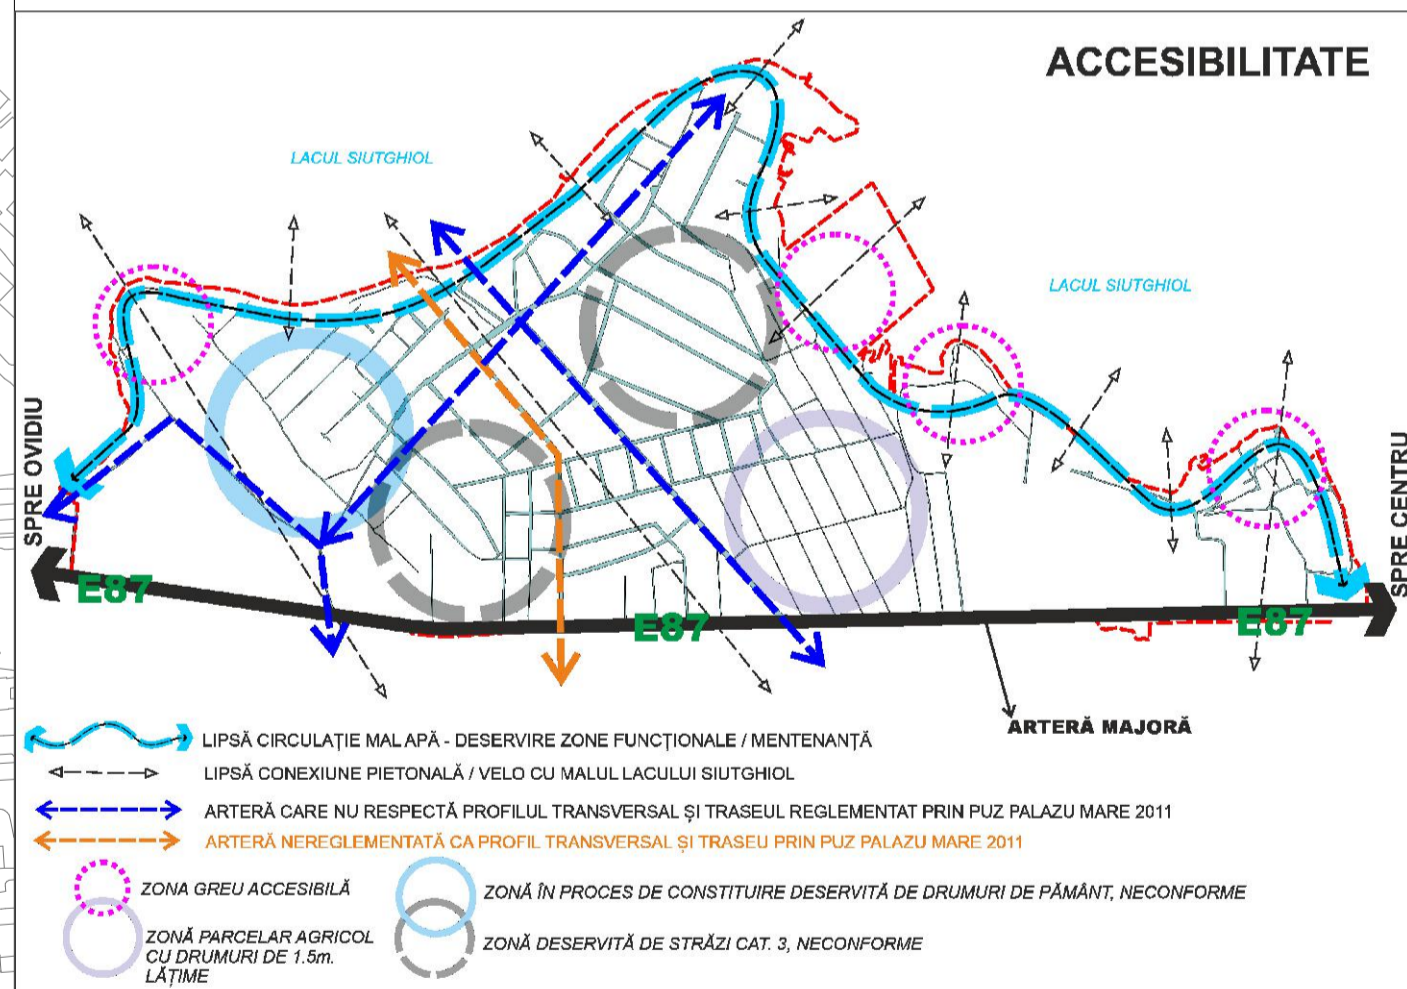 ACCESIBILITATE
LACUL SIUTGHIOL
LACUL SIUTGHIOL
SPRE OVIDIU
SPRE CENTRU
E87
E87
E87
ARTERĂ MAJORĂ
LIPSĂ CIRCULAȚIE MAL APĂ - DESERVIRE ZONE FUNCȚIONALE / MENTENANȚĂ
LIPSĂ CONEXIUNE PIETONALĂ / VELO CU MALUL LACULUI SIUTGHIOL
ARTERĂ CARE NU RESPECTĂ PROFILUL TRANSVERSAL ȘI TRASEUL REGLEMENTAT PRIN PUZ PALAZU MARE 2011
ARTERĂ NEREGLEMENTATĂ CA PROFIL TRANSVERSAL ȘI TRASEU PRIN PUZ PALAZU MARE 2011
ZONA GREU ACCESIBILĂ
ZONĂ ÎN PROCES DE CONSTITUIRE DESERVITĂ DE DRUMURI DE PĂMÂNT, NECONFORME
ZONĂ PARCELAR AGRICOL
CU DRUMURI DE 1.5m.
LĂȚIME
ZONĂ DESERVITĂ DE STRĂZI CAT. 3, NECONFORME